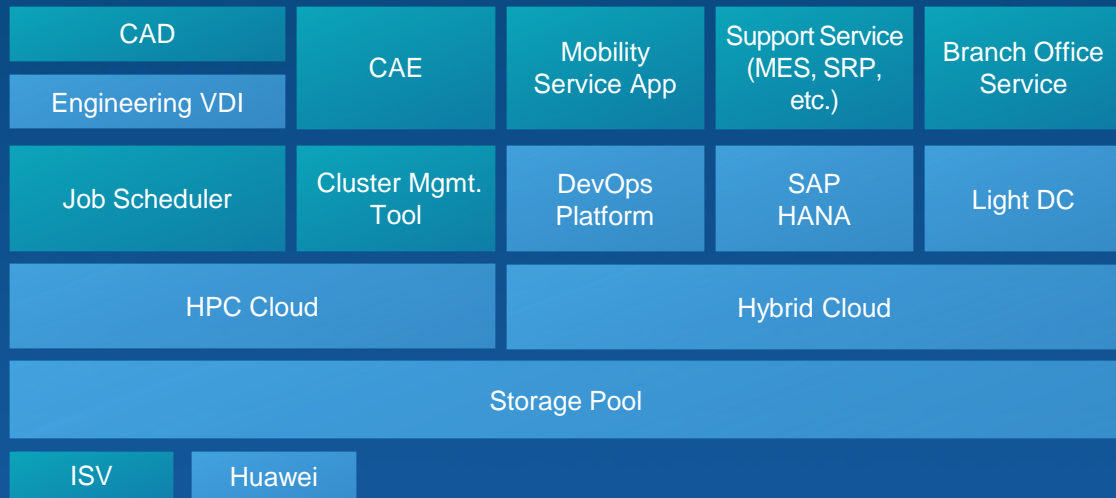 CAD
Engineering VDI
CAE
Mobility
Service App
Support Service
(MES, SRP,
etc.)
Branch Office
Service
Job Scheduler
Cluster Mgmt.
Tool
DevOps
Platform
SAP
HANA
Light DC
HPC Cloud
Hybrid Cloud
Storage Pool
ISV
Huawei